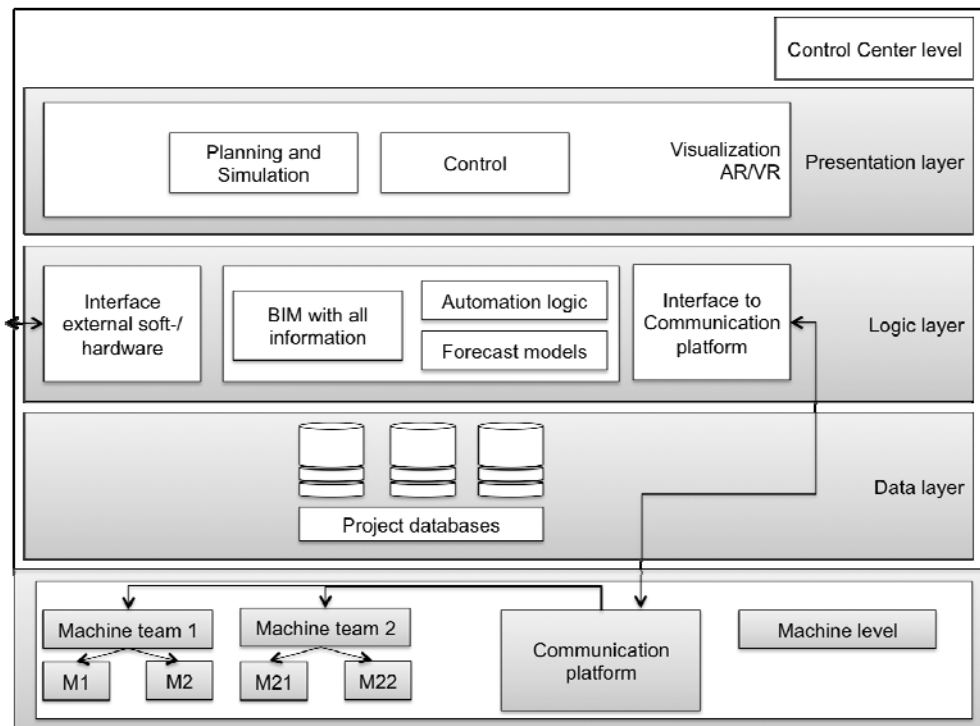 Control Center level
Planning and
Simulation
Control
Visualization
AR/VR
Presentation layer
Interface
external soft-/
hardware
BIM with all
information
Automation logic
Forecast models
Interface to
Communication
platform
Logic layer
Project databases
Data layer
Machine team 1
M1
M2
Machine team 2
M21
M22
Communication
platform
Machine level